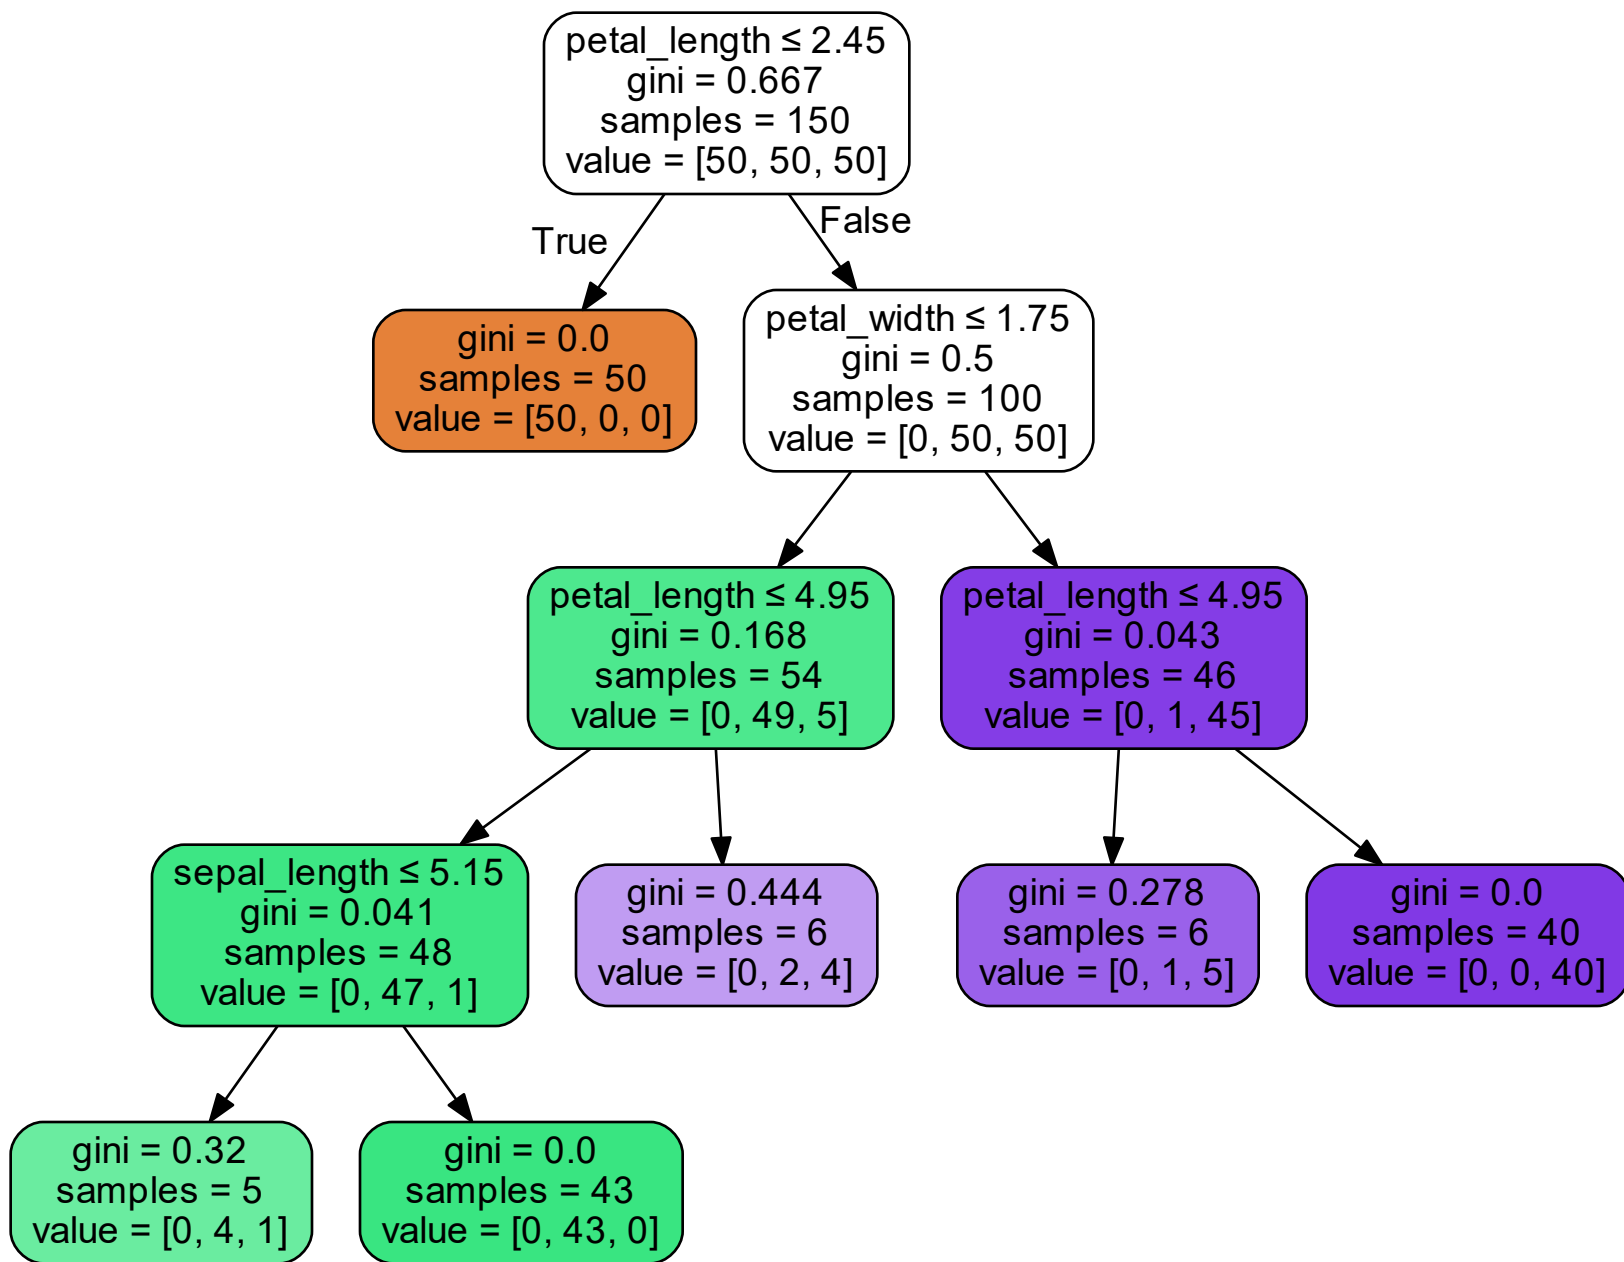 petal_length ≤ 2.45
gini = 0.667
samples = 150
value = [50, 50, 50]
True
False
gini = 0.0
samples = 50
value = [50, 0, 0]
petal_width ≤ 1.75
gini = 0.5
samples = 100
value = [0, 50, 50]
petal_length ≤ 4.95
gini = 0.168
samples = 54
value = [0, 49, 5]
petal_length ≤ 4.95
gini = 0.043
samples = 46
value = [0, 1, 45]
sepal_length ≤ 5.15
gini = 0.041
samples = 48
value = [0, 47, 1]
gini = 0.444
samples = 6
value = [0, 2, 4]
gini = 0.278
samples = 6
value = [0, 1, 5]
gini = 0.0
samples = 40
value = [0, 0, 40]
gini = 0.32
samples = 5
value = [0, 4, 1]
gini = 0.0
samples = 43
value = [0, 43, 0]